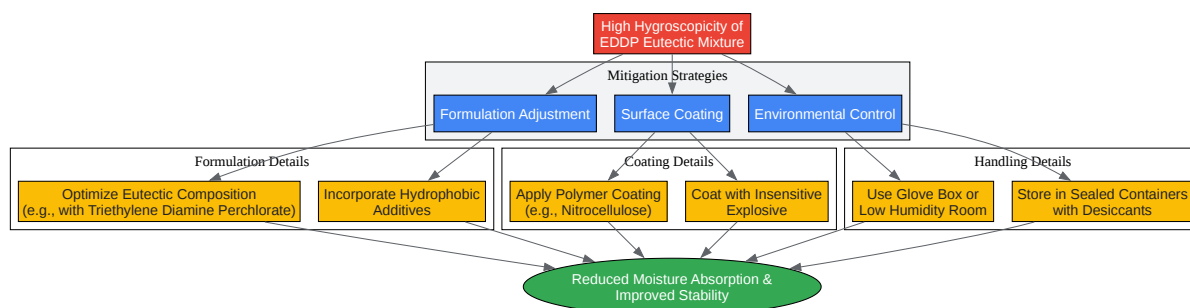 High Hygroscopicity of
EDDP Eutectic Mixture
Mitigation Strategies
Formulation Adjustment
Surface Coating
Environmental Control
Formulation Details
Coating Details
Handling Details
Optimize Eutectic Composition
(e.g., with Triethylene Diamine Perchlorate)
Incorporate Hydrophobic
Additives
Apply Polymer Coating
(e.g., Nitrocellulose)
Coat with Insensitive
Explosive
Use Glove Box or
Low Humidity Room
Store in Sealed Containers
with Desiccants
Reduced Moisture Absorption &
Improved Stability